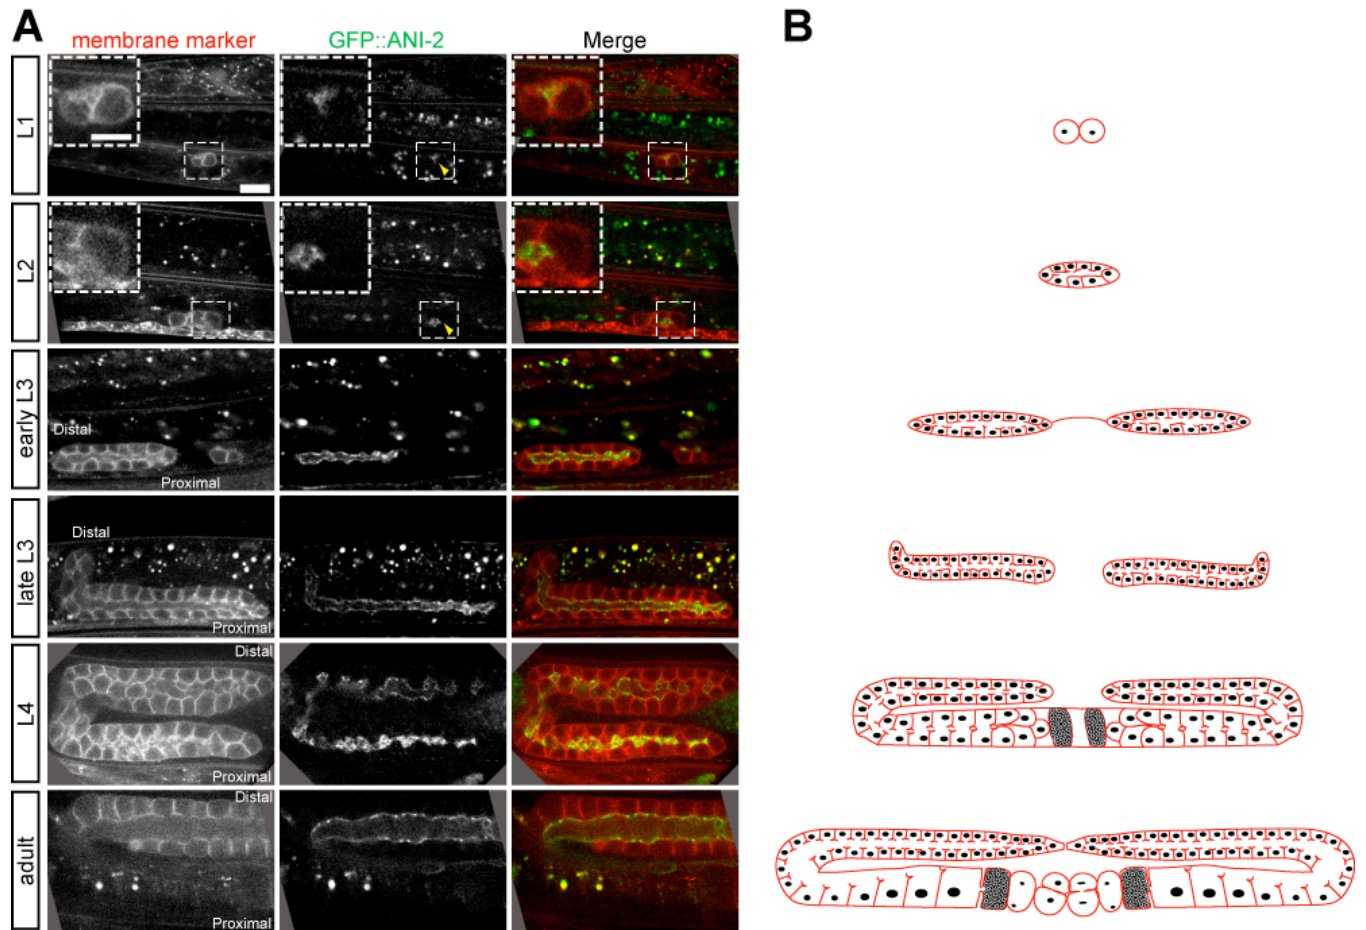 A
B
membrane marker
GFP::ANI-2
Merge
L1
L2
early L3
Distal
Proximal
late L3
Distal
Proximal
L4
Distal
Proximal
adult
Distal
Proximal